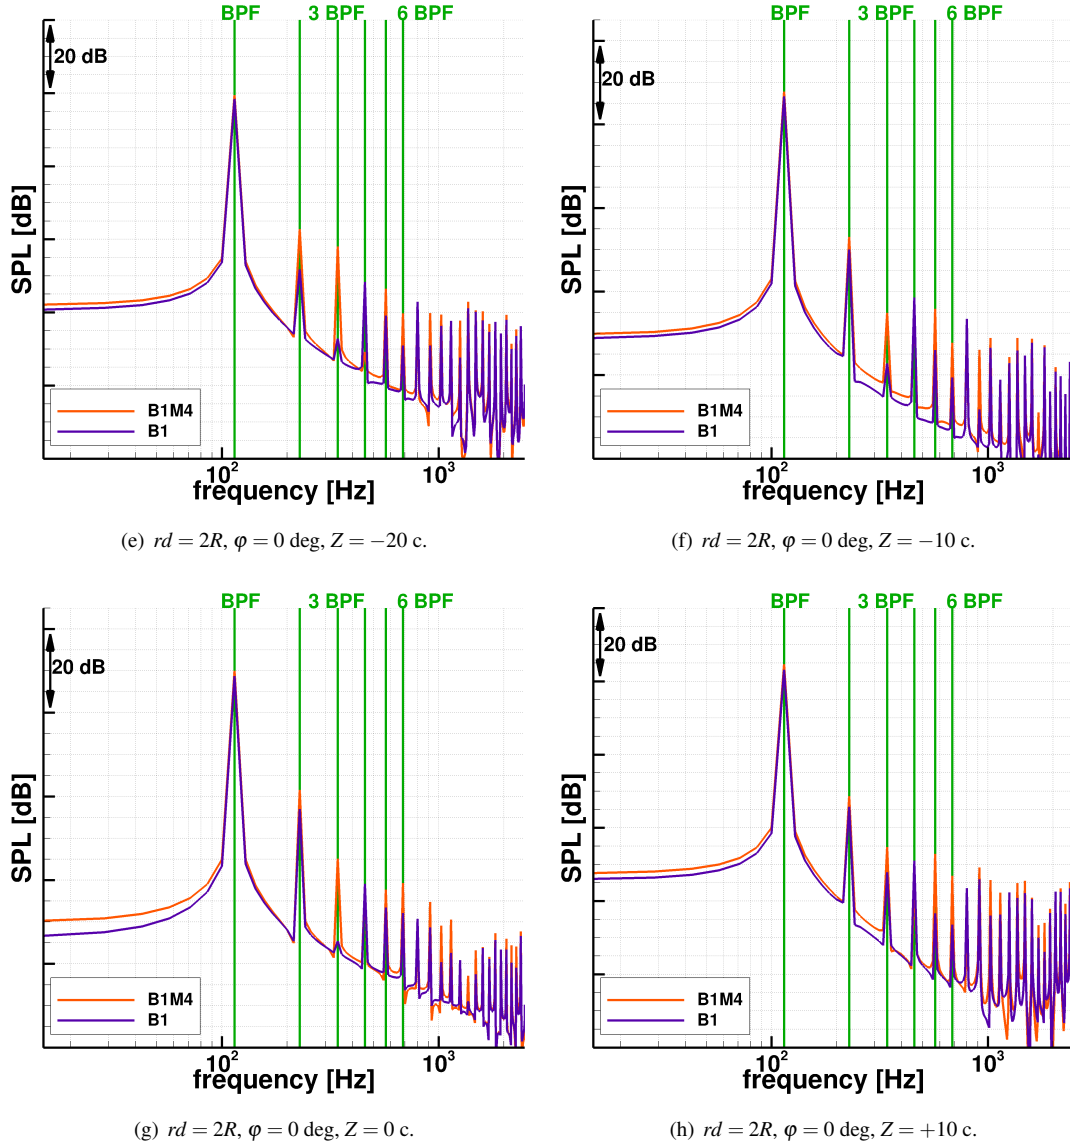 BPF 3 BPF 6 BPF
20 dB
SPL [dB]
B1M4
B1
10² 10³
frequency [Hz]
(e) rd = 2R, φ = 0 deg, Z = −20 c.
BPF 3 BPF 6 BPF
20 dB
SPL [dB]
B1M4
B1
10² 10³
frequency [Hz]
(f) rd = 2R, φ = 0 deg, Z = −10 c.
BPF 3 BPF 6 BPF
20 dB
SPL [dB]
B1M4
B1
10² 10³
frequency [Hz]
(g) rd = 2R, φ = 0 deg, Z = 0 c.
BPF 3 BPF 6 BPF
20 dB
SPL [dB]
B1M4
B1
10² 10³
frequency [Hz]
(h) rd = 2R, φ = 0 deg, Z = +10 c.